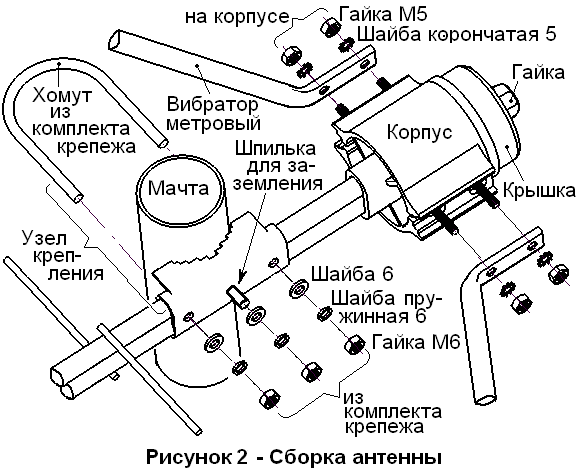 на корпусе
Гайка М5
Шайба корончатая 5
Гайка
Хомут
из
комплекта
крепежа
Вибратор
метровый
Корпус
Шпилька
для за-
земления
Мачта
Крышка
Узел
креп-
ления
Шайба 6
Шайба пру-
жинная 6
Гайка М6
из
комплекта
крепежа
Рисунок 2 - Сборка антенны